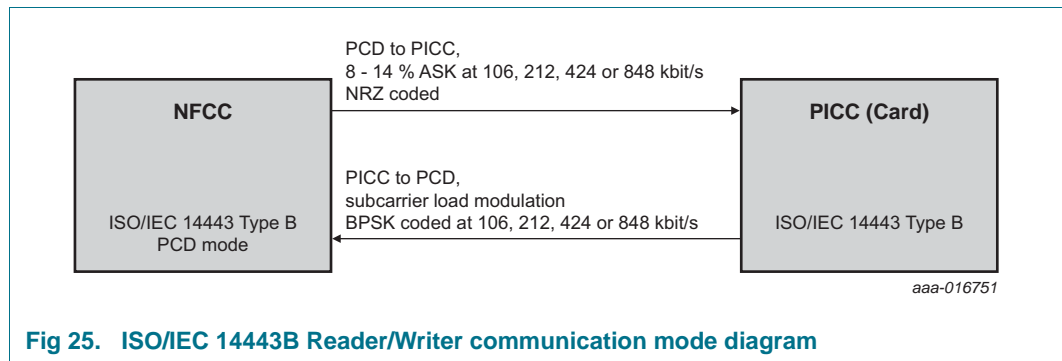 PCD to PICC,
8 - 14 % ASK at 106, 212, 424 or 848 kbit/s
NRZ coded
NFCC
PICC (Card)
PICC to PCD,
subcarrier load modulation
BPSK coded at 106, 212, 424 or 848 kbit/s
ISO/IEC 14443 Type B
PCD mode
ISO/IEC 14443 Type B
aaa-016751
Fig 25. ISO/IEC 14443B Reader/Writer communication mode diagram